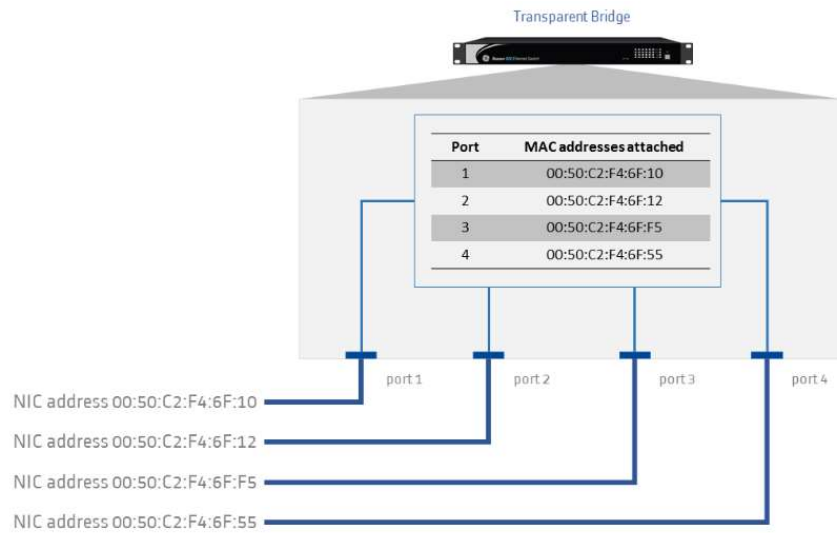 Transparent Bridge
Port MAC addresses attached
1 00:50:C2:F4:6F:10
2 00:50:C2:F4:6F:12
3 00:50:C2:F4:6F:F5
4 00:50:C2:F4:6F:55
port 1 port 2 port 3 port 4
NIC address 00:50:C2:F4:6F:10
NIC address 00:50:C2:F4:6F:12
NIC address 00:50:C2:F4:6F:F5
NIC address 00:50:C2:F4:6F:55